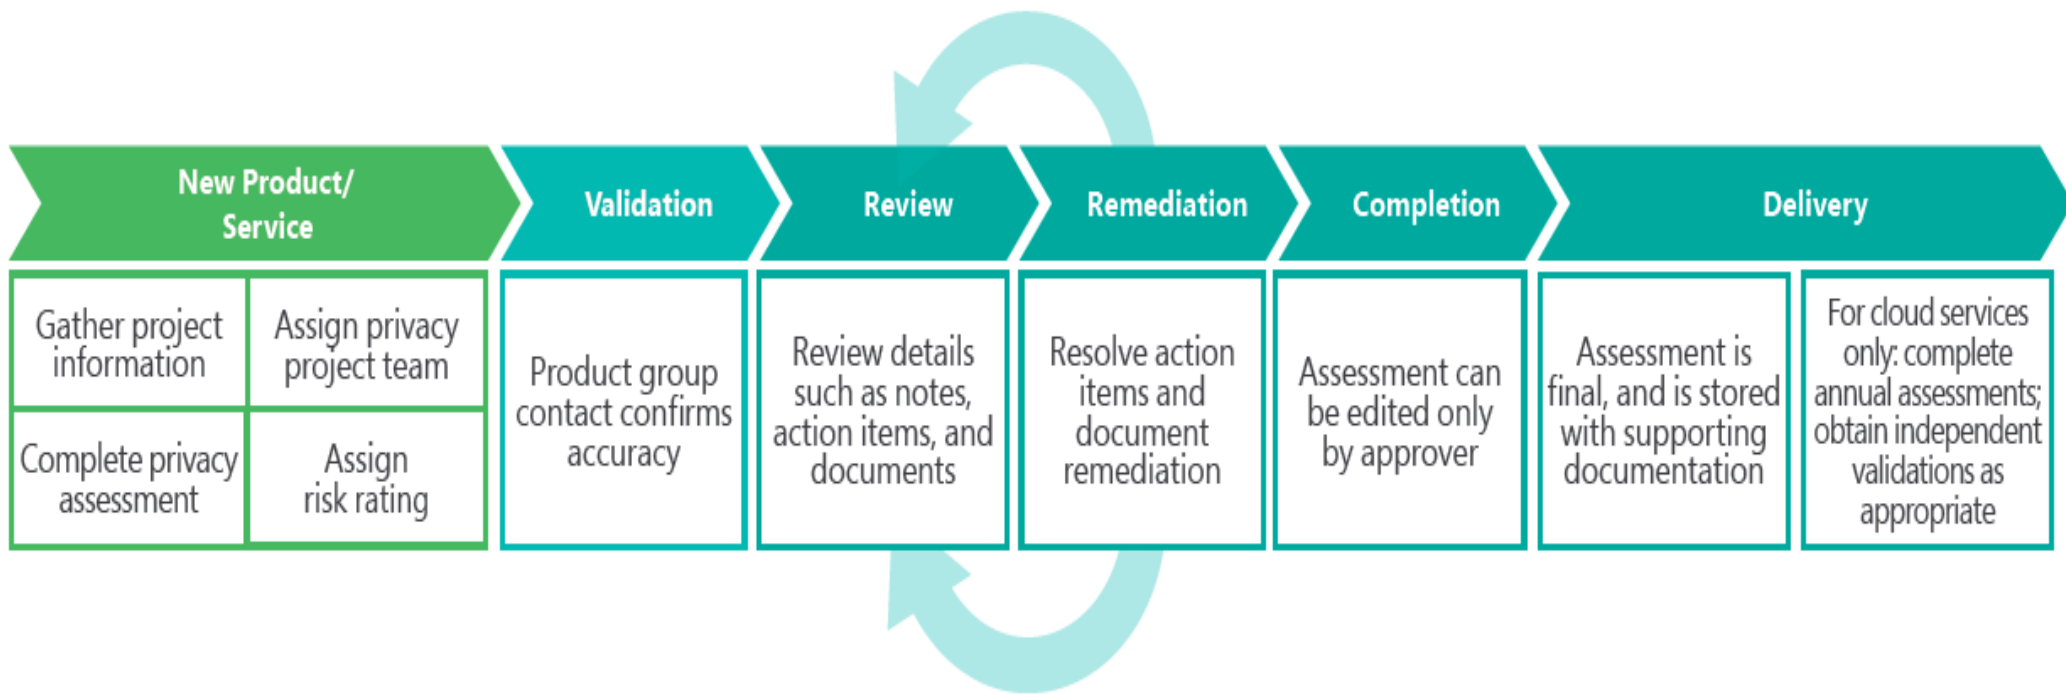 New Product/
Service
Validation
Review
Remediation
Completion
Delivery
Gather project
information
Assign privacy
project team
Complete privacy
assessment
Assign
risk rating
Product group
contact confirms
accuracy
Review details
such as notes,
action items, and
documents
Resolve action
items and
document
remediation
Assessment can
be edited only
by approver
Assessment is
final, and is stored
with supporting
documentation
For cloud services
only: complete
annual assessments;
obtain independent
validations as
appropriate